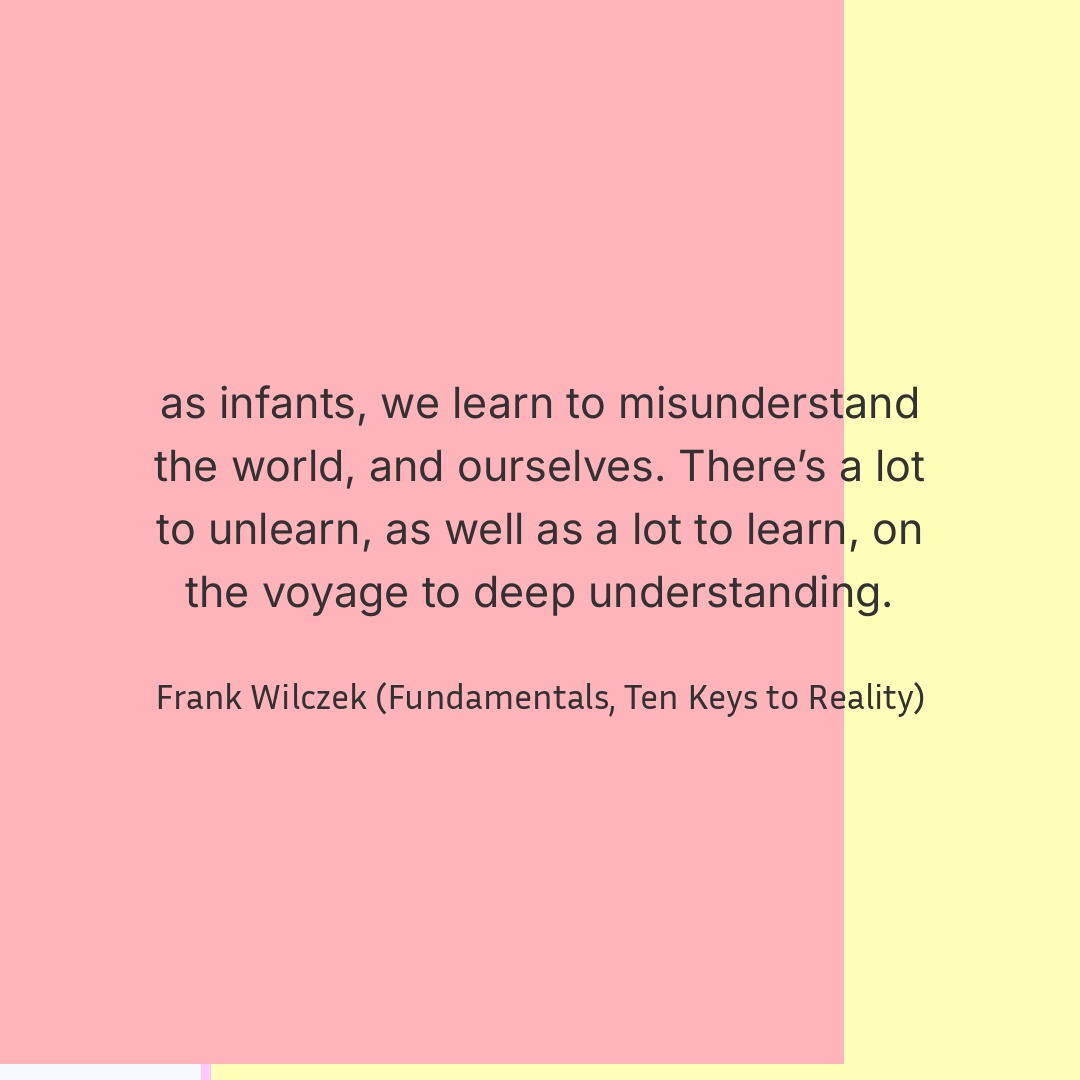 as infants, we learn to misunderstand
the world, and ourselves. There’s a lot
to unlearn, as well as a lot to learn, on
the voyage to deep understanding.
Frank Wilczek (Fundamentals, Ten Keys to Reality)